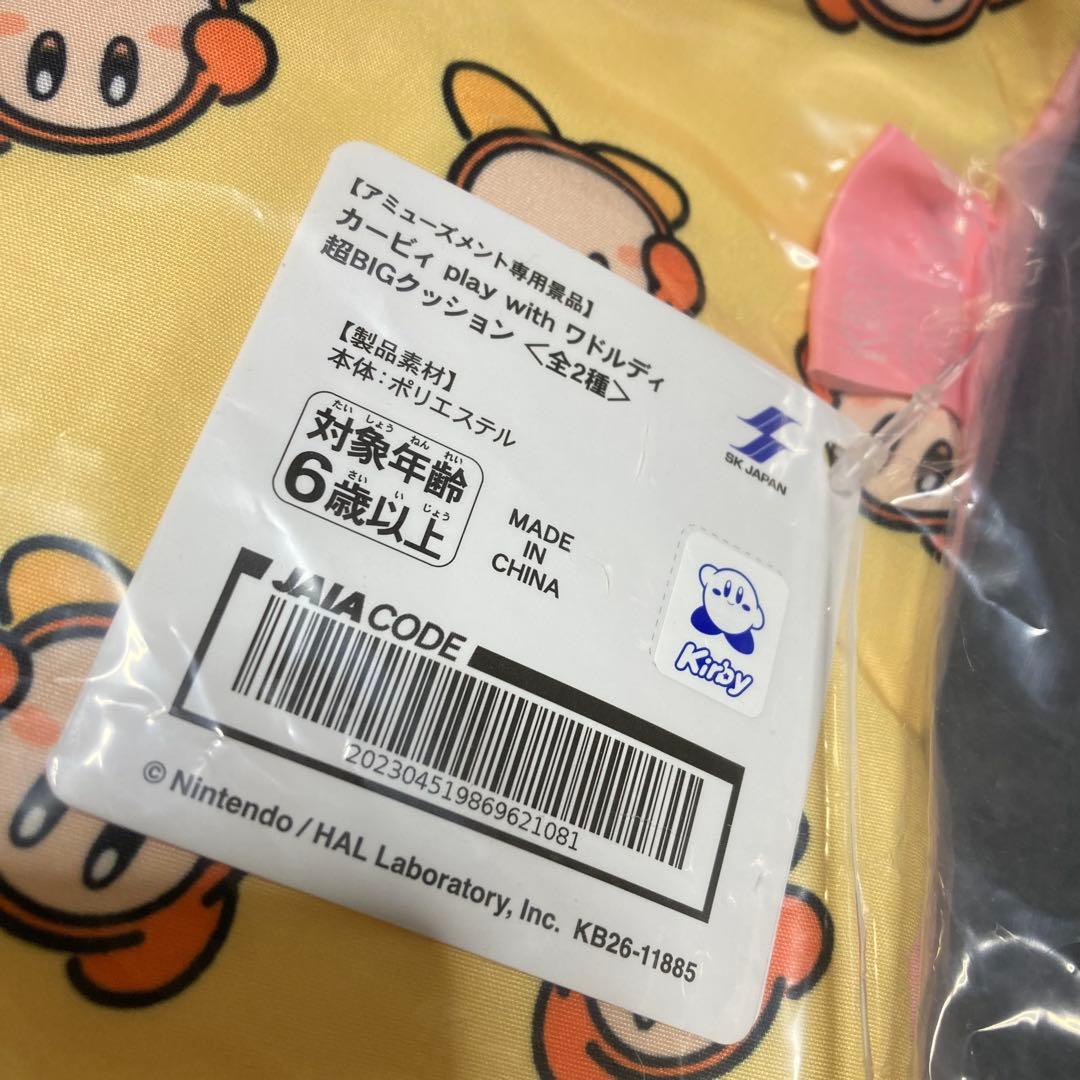 【アミューズメント専用景品】
カービィ play with ワドルディ
超BIGクッション <全2種>
【製品素材】
本体:ポリエステル
たいしょうねんれい
対象年齢
さいいじょう
6歳以上
MADE
IN
CHINA
SK JAPAN
Kirby
JAIA CODE
202304519869621081
© Nintendo / HAL Laboratory, Inc. KB26-11885